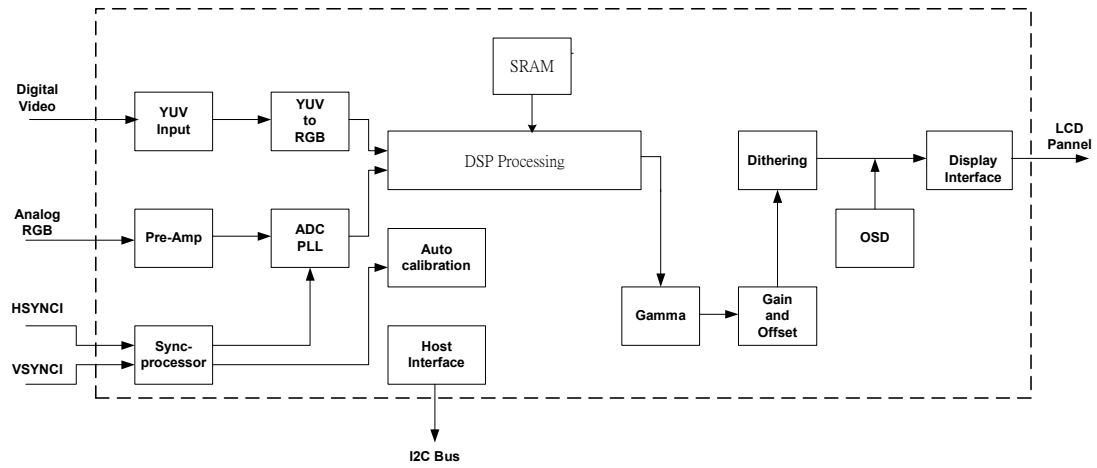 SRAM
Digital
Video
YUV
Input
YUV
to
RGB
DSP Processing
Dithering
Display
Interface
LCD
Pannel
Analog
RGB
Pre-Amp
ADC
PLL
Auto
calibration
OSD
HSYNCI
VSYNCI
Sync-
processor
Host
Interface
Gamma
Gain
and
Offset
I2C Bus